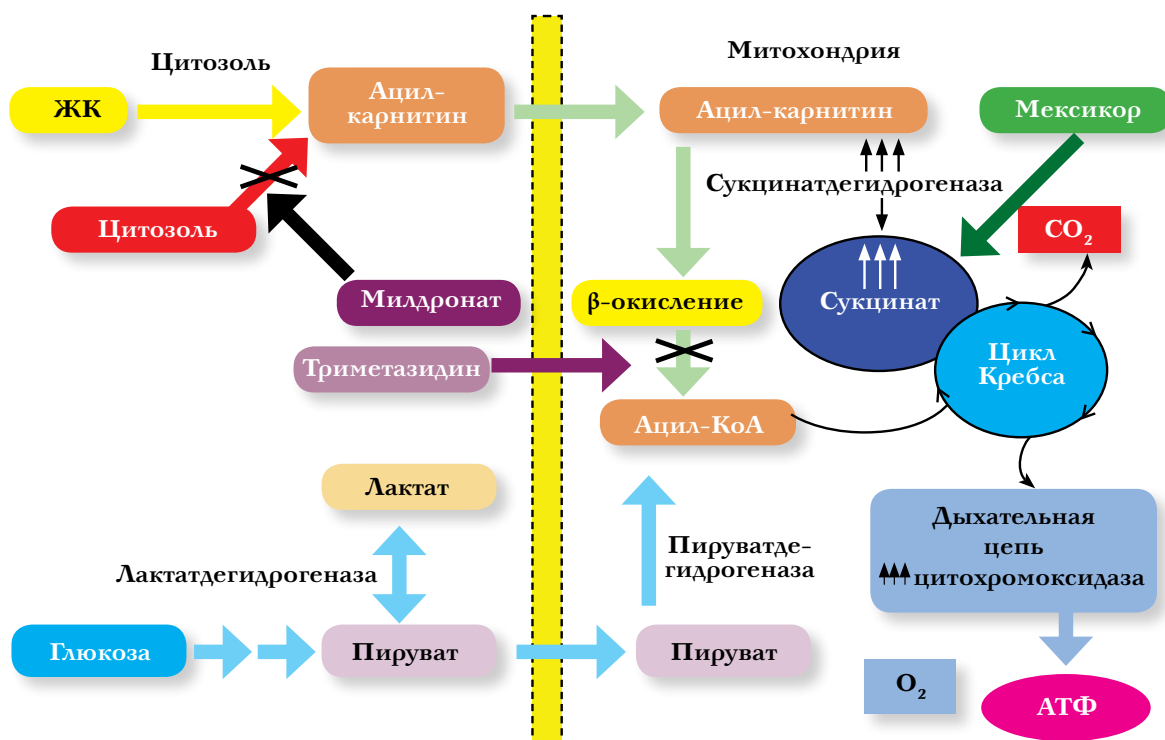 Цитозоль
Митохондрия
ЖК
Ацил-
карнитин
Ацил-карнитин
Мексикор
Сукцинатдегидрогеназа
Цитозоль
CO₂
Милдронат
β-окисление
Сукцинат
Триметазидин
Цикл
Кребса
Ацил-КоА
Лактат
Дыхательная
цепь
цитохромоксидаза
Лактатдегидрогеназа
Пируватде-
гидрогеназа
Глюкоза
Пируват
Пируват
O₂
АТФ